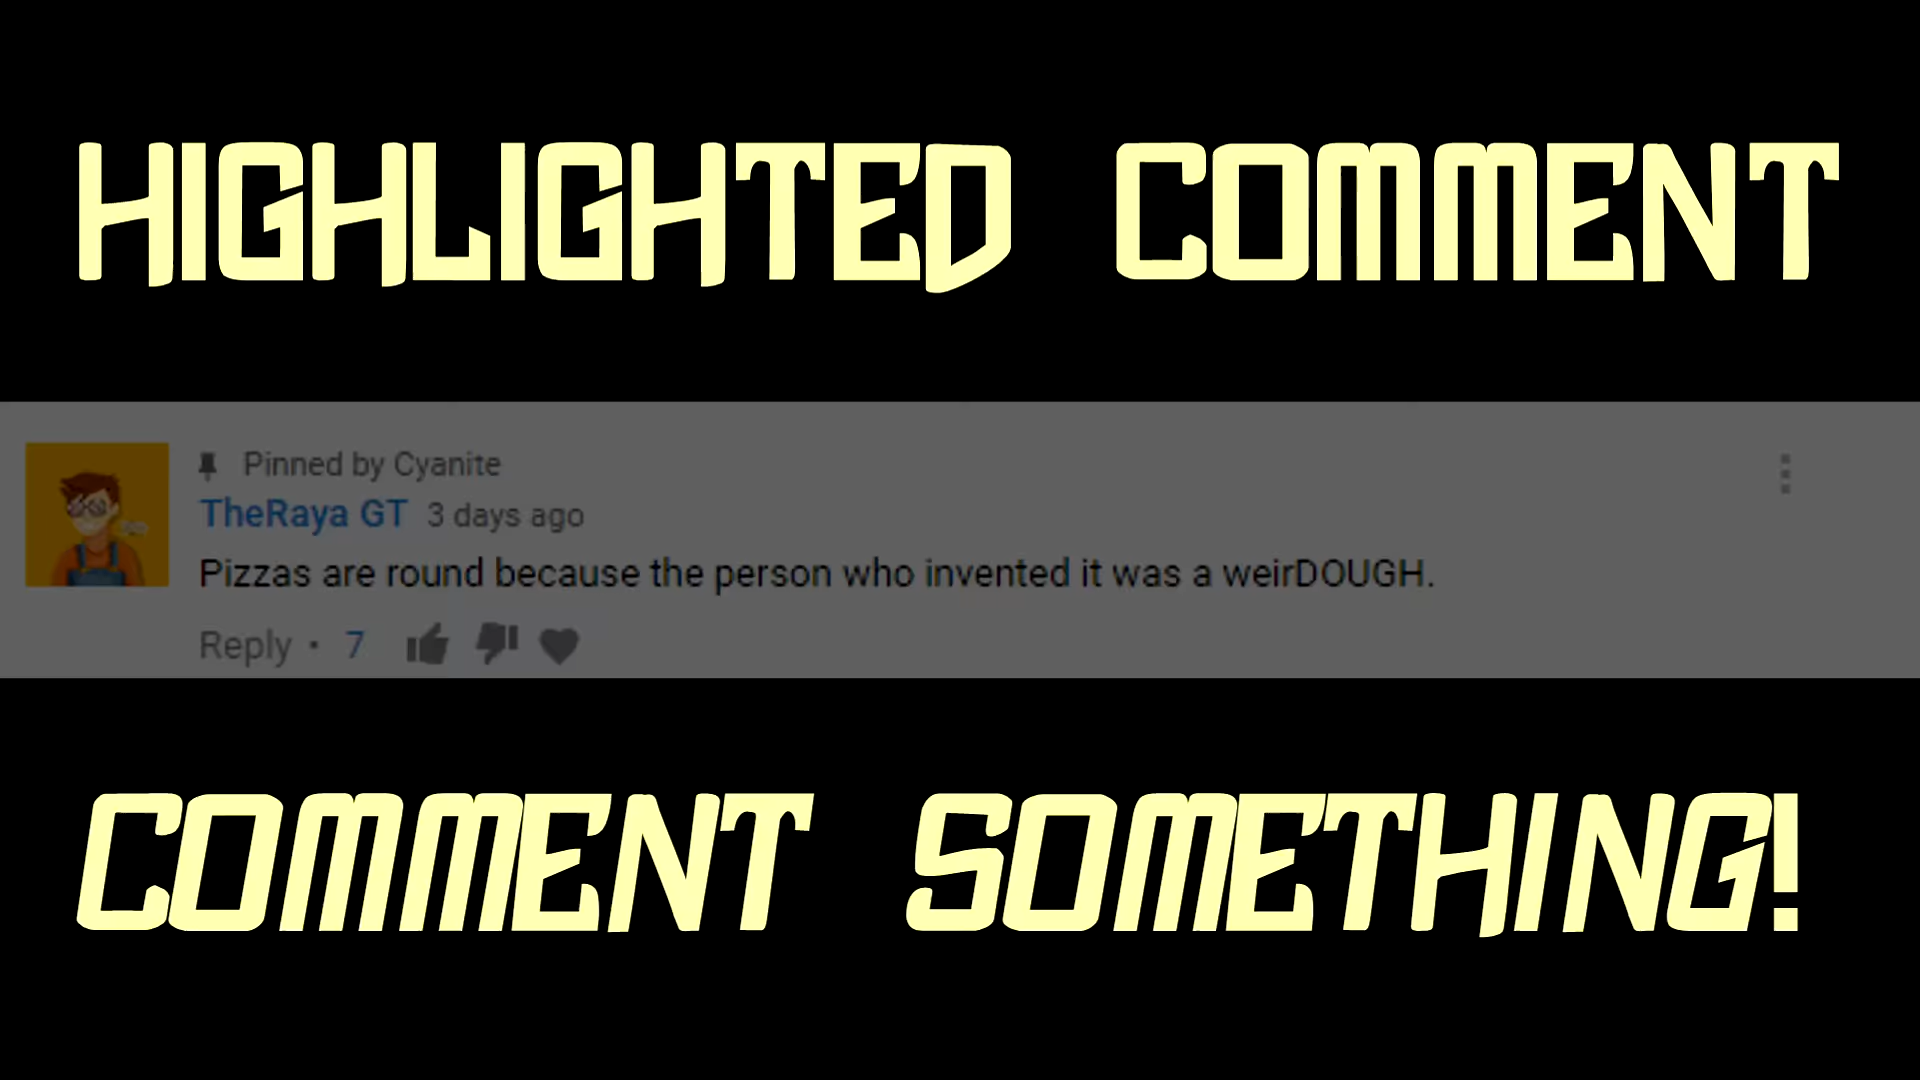 HIGHLIGHTED COMMENT
Pinned by Cyanite
TheRaya GT 3 days ago
Pizzas are round because the person who invented it was a weirDOUGH.
Reply • 7
COMMENT SOMETHING!